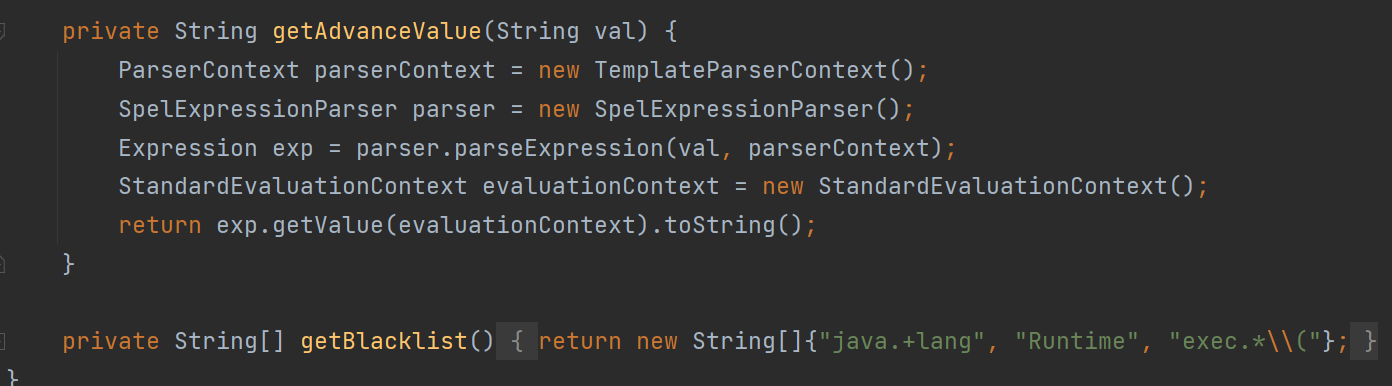 private String getAdvanceValue(String val) {
ParserContext parserContext = new TemplateParserContext();
SpelExpressionParser parser = new SpelExpressionParser();
Expression exp = parser.parseExpression(val, parserContext);
StandardEvaluationContext evaluationContext = new StandardEvaluationContext();
return exp.getValue(evaluationContext).toString();
}
private String[] getBlacklist() { return new String[]{"java.+lang", "Runtime", "exec.*\\("}; }
}